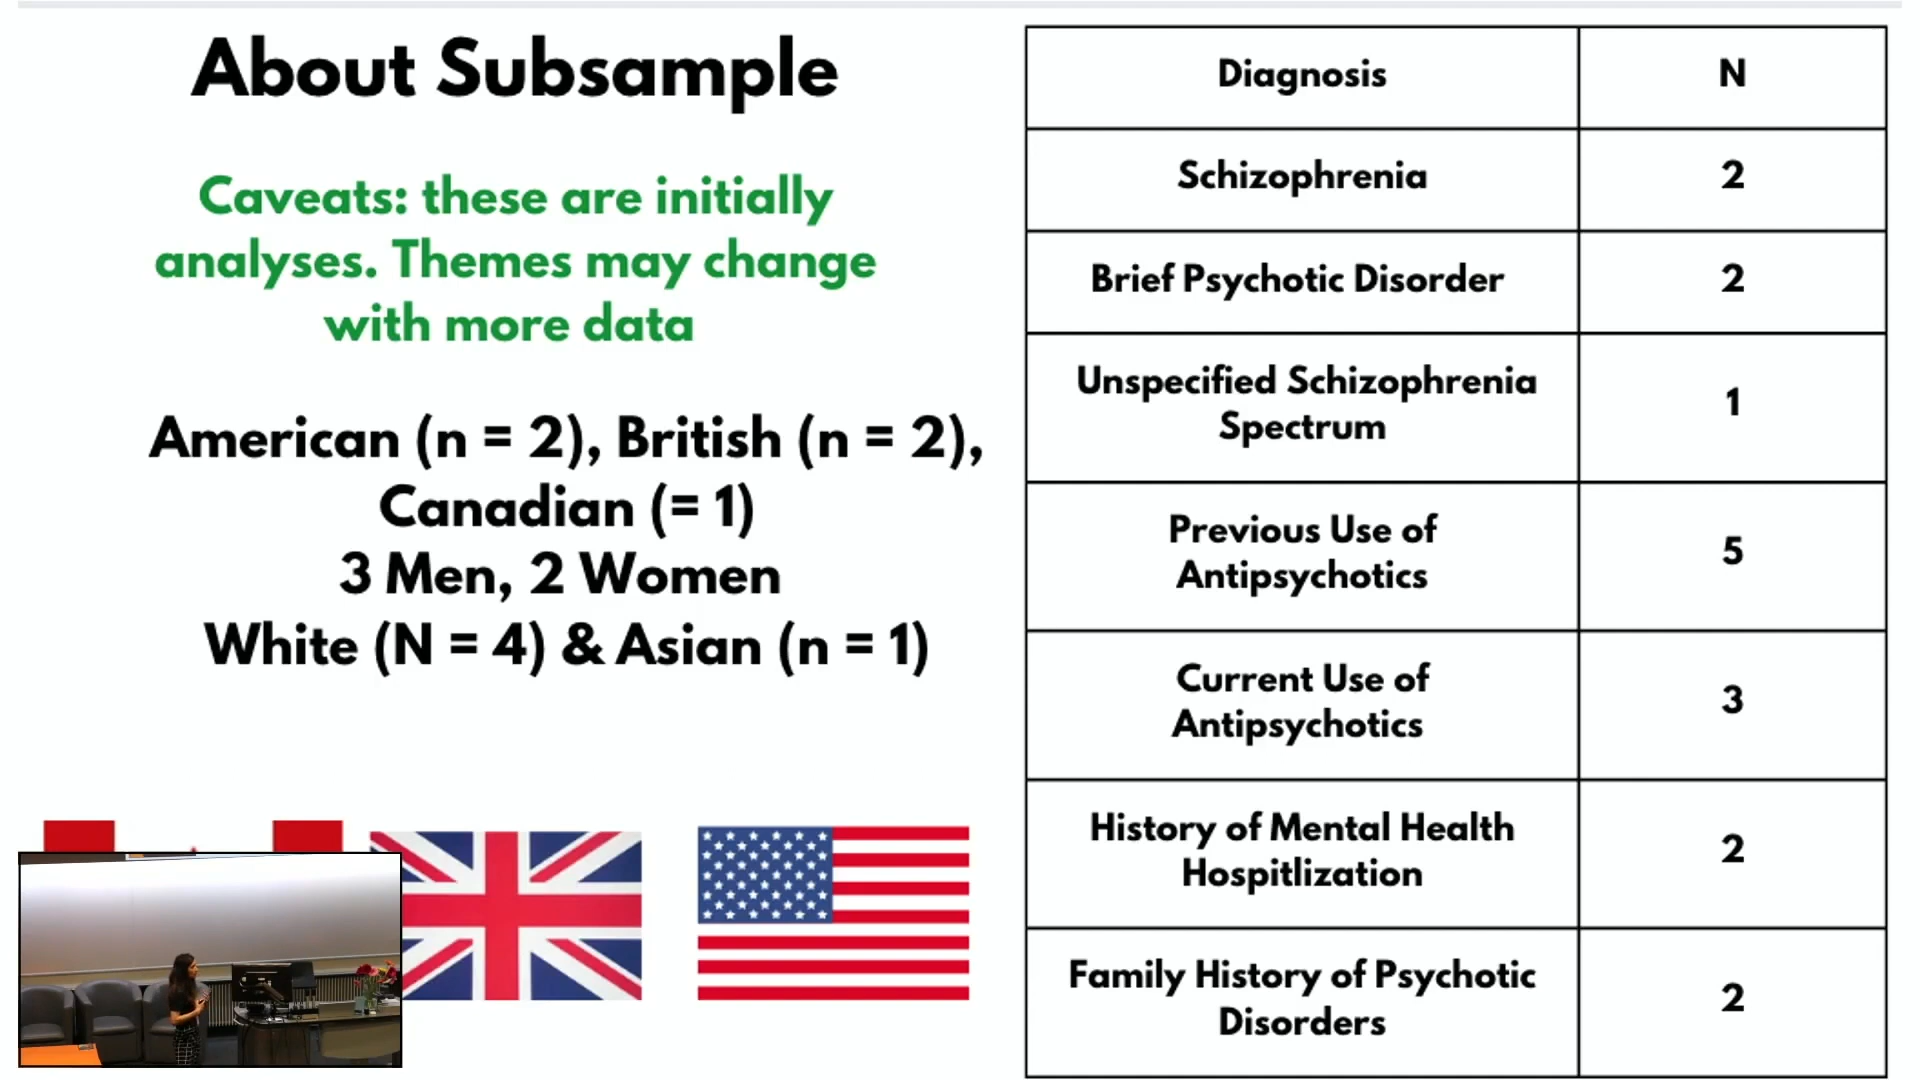 About Subsample
Caveats: these are initially
analyses. Themes may change
with more data
American (n = 2), British (n = 2),
Canadian (= 1)
3 Men, 2 Women
White (N = 4) & Asian (n = 1)
Diagnosis N
Schizophrenia 2
Brief Psychotic Disorder 2
Unspecified Schizophrenia
Spectrum 1
Previous Use of
Antipsychotics 5
Current Use of
Antipsychotics 3
History of Mental Health
Hospitlization 2
Family History of Psychotic
Disorders 2